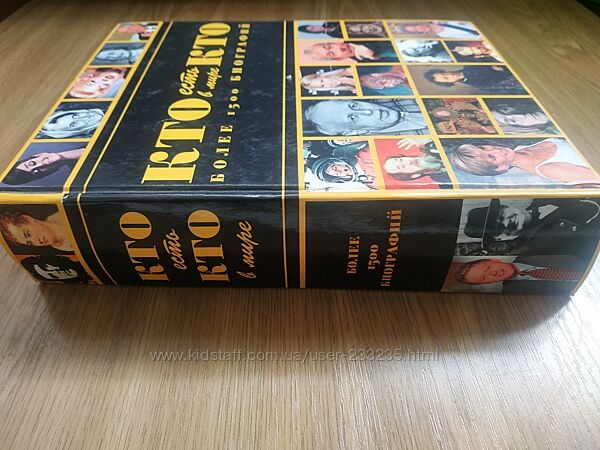 КТО
есть
в мире
КТО
БОЛЕЕ 1500 БИОГРАФИЙ
КТО
есть
КТО
в мире
БОЛЕЕ
1500
БИОГРАФИЙ
www.kidstaff.com.ua/user-233235.html